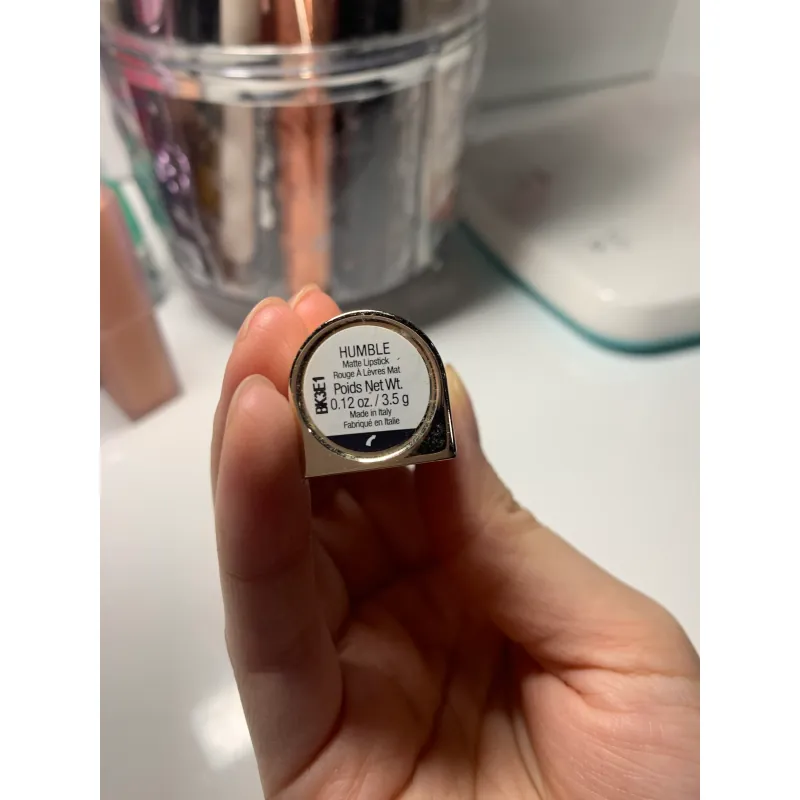 HUMBLE
Matte Lipstick
Rouge À Lèvres Mat
BK3E1
Poids Net Wt.
0.12 oz. / 3.5 g
Made in Italy
Fabriqué en Italie